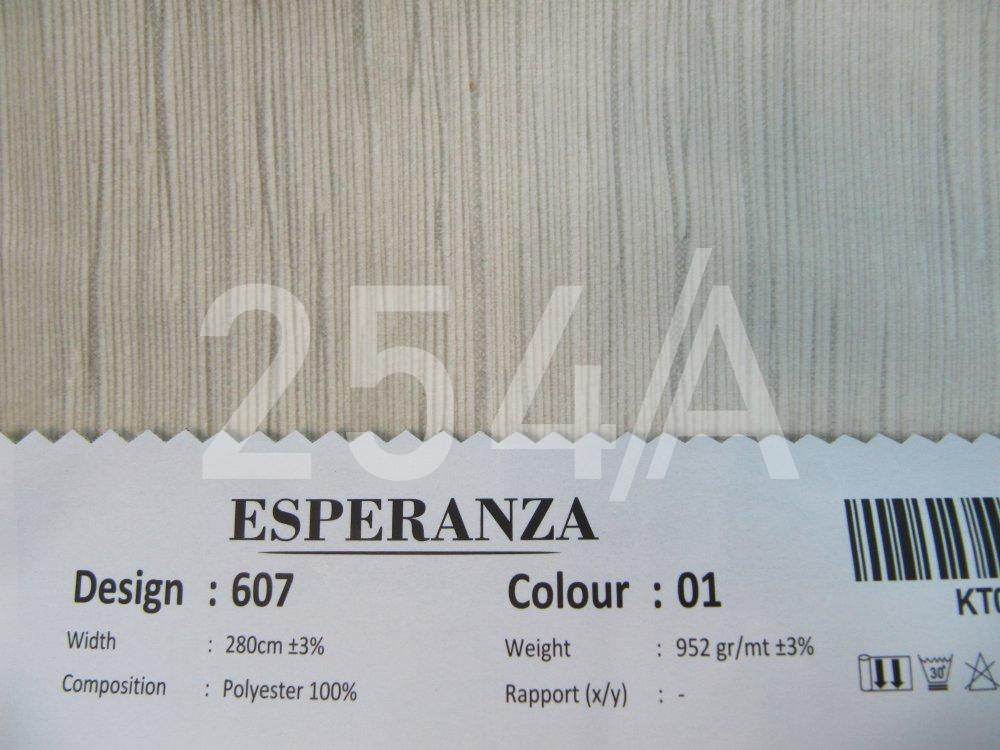 254/A
ESPERANZA
Design : 607 Colour : 01
Width : 280cm ±3% Weight : 952 gr/mt ±3%
Composition : Polyester 100% Rapport (x/y) : -
30°